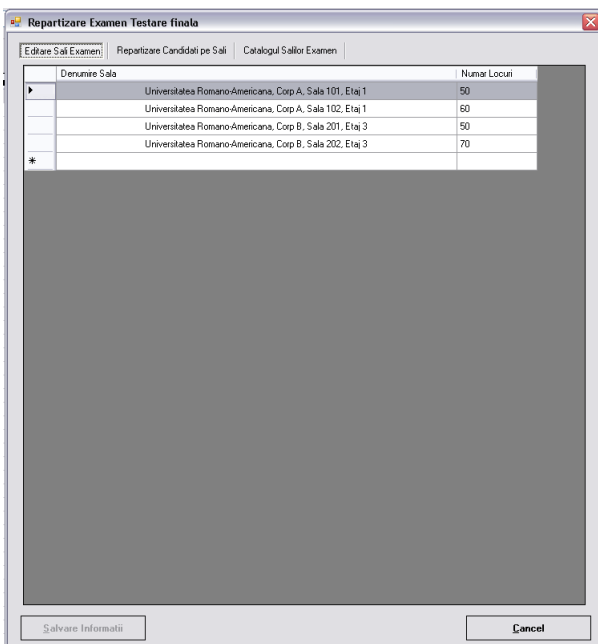 Repartizare Examen Testare finala
Editare Sali Examen Repartizare Candidati pe Sali Catalogul Salilor Examen
Denumire Sala Numar Locuri
Universitatea Romano-Americana, Corp A, Sala 101, Etaj 1 50
Universitatea Romano-Americana, Corp A, Sala 102, Etaj 1 60
Universitatea Romano-Americana, Corp B, Sala 201, Etaj 3 50
Universitatea Romano-Americana, Corp B, Sala 202, Etaj 3 70
Salvare Informatii Cancel